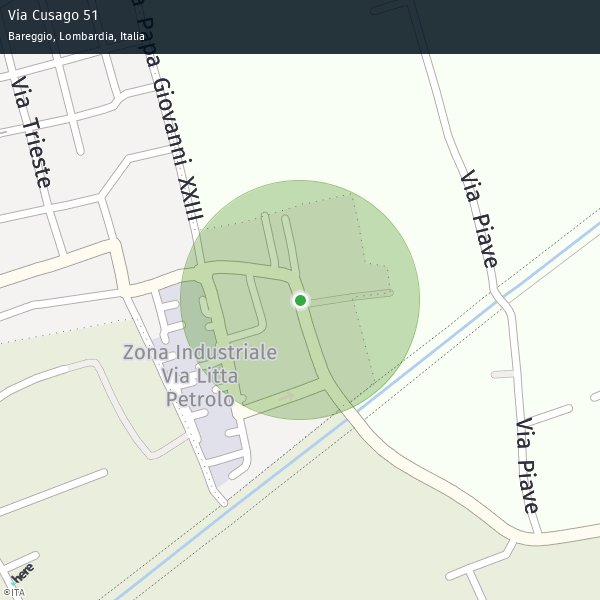 Via Cusago 51
Bareggio, Lombardia, Italia
a Papa Giovanni XXIII
Via Trieste
Via Piave
Zona Industriale
Via Litta
Petrolo
Via Piave
here
©ITA